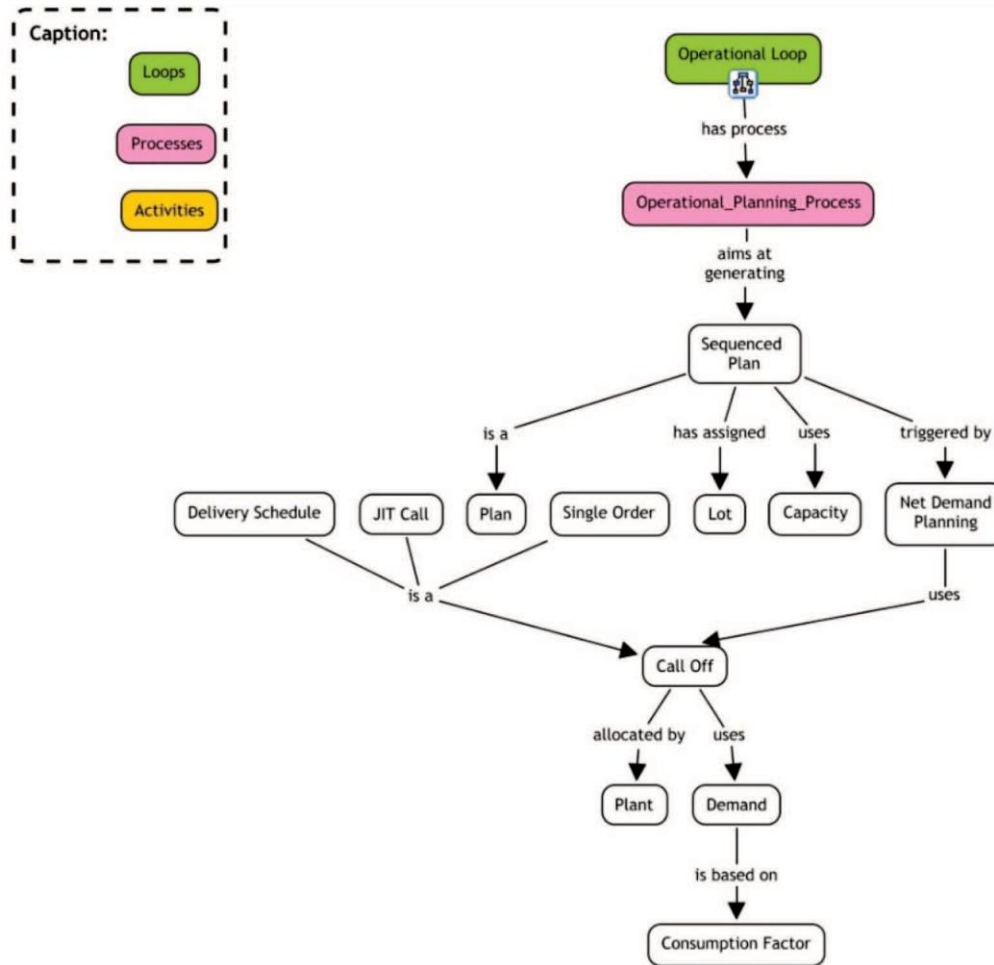 Caption:
Loops
Processes
Activities
Operational Loop
has process
Operational_Planning_Process
aims at
generating
Sequenced
Plan
is a
has assigned
uses
triggered by
Delivery Schedule
JIT Call
Plan
Single Order
Lot
Capacity
Net Demand
Planning
is a
uses
Call Off
allocated by
uses
Plant
Demand
is based on
Consumption Factor